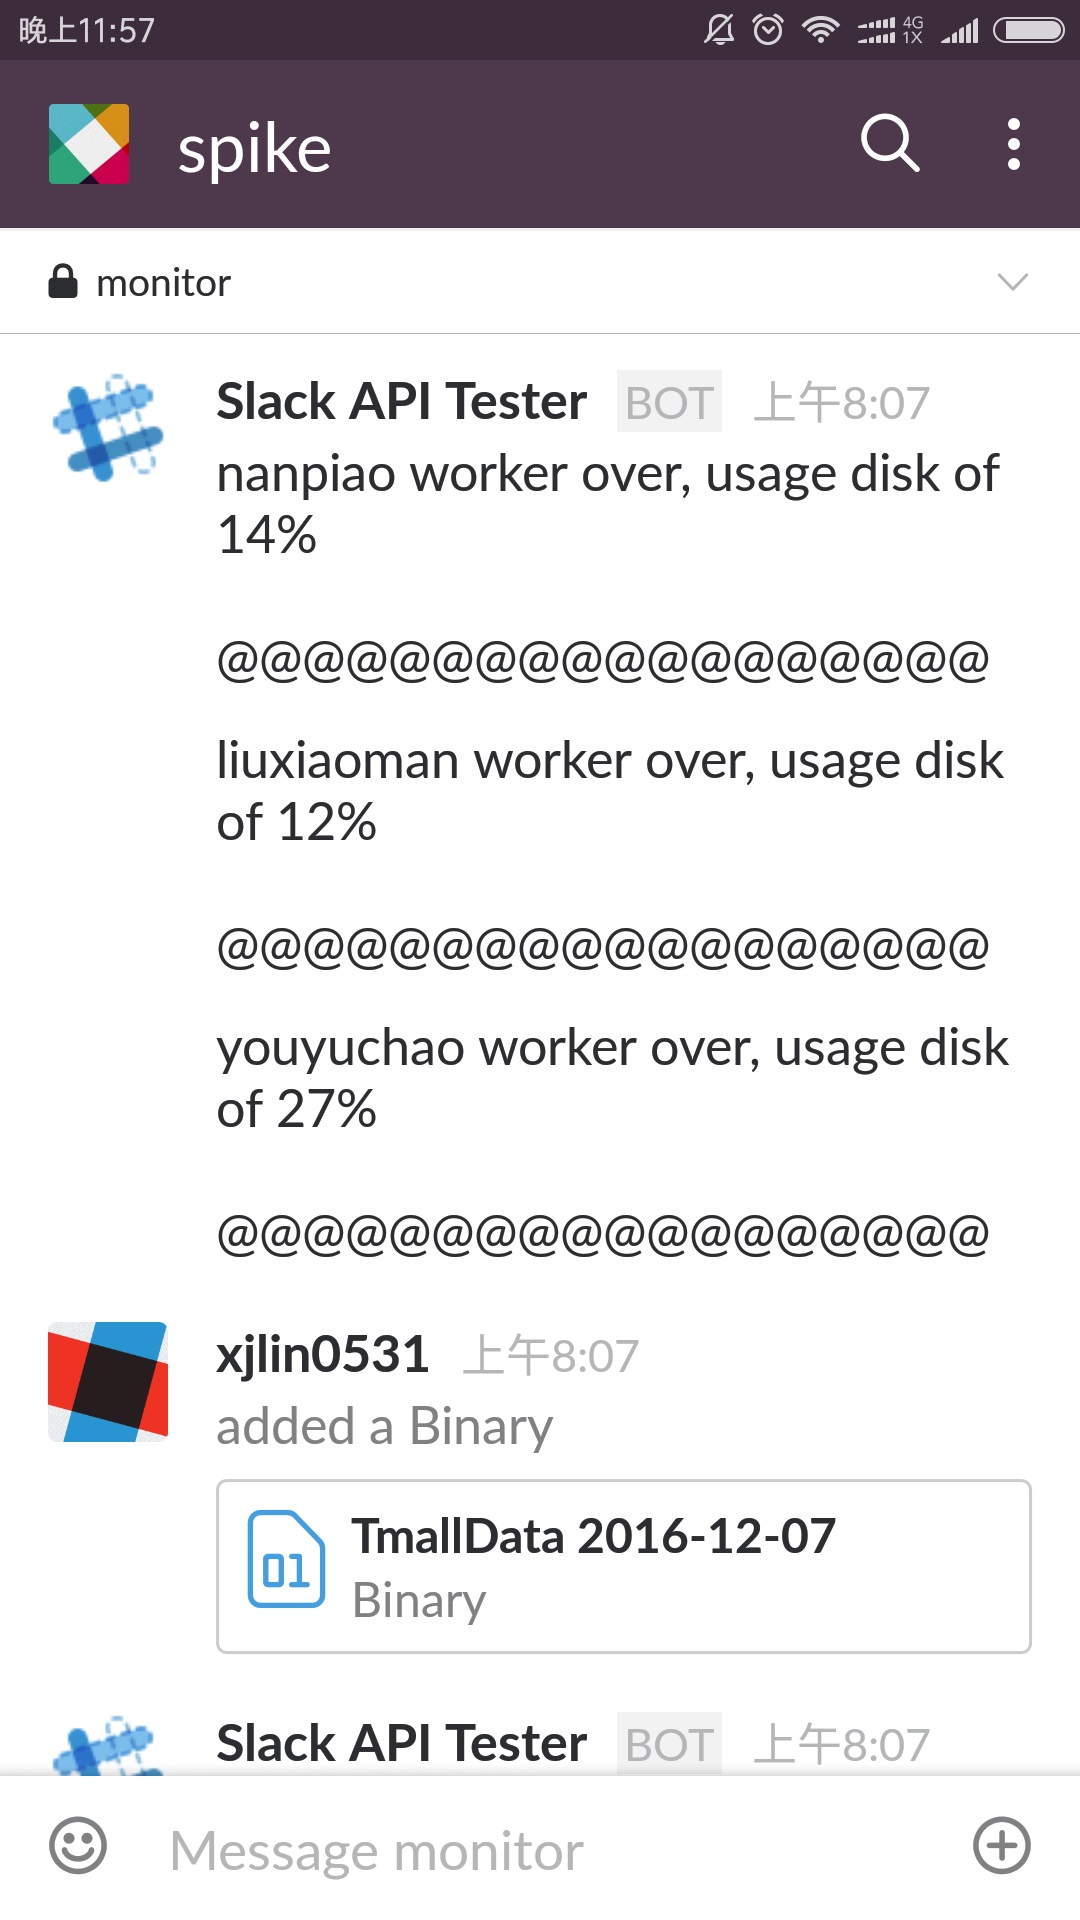 晚上11:57
4G
1X
spike
monitor
Slack API Tester BOT 上午8:07
nanpiao worker over, usage disk of
14%
@@@@@@@@@@@@@@@@@@
liuxiaoman worker over, usage disk
of 12%
@@@@@@@@@@@@@@@@@@
youyuchao worker over, usage disk
of 27%
@@@@@@@@@@@@@@@@@@
xjlin0531 上午8:07
added a Binary
01
TmallData 2016-12-07
Binary
Slack API Tester BOT 上午8:07
Message monitor